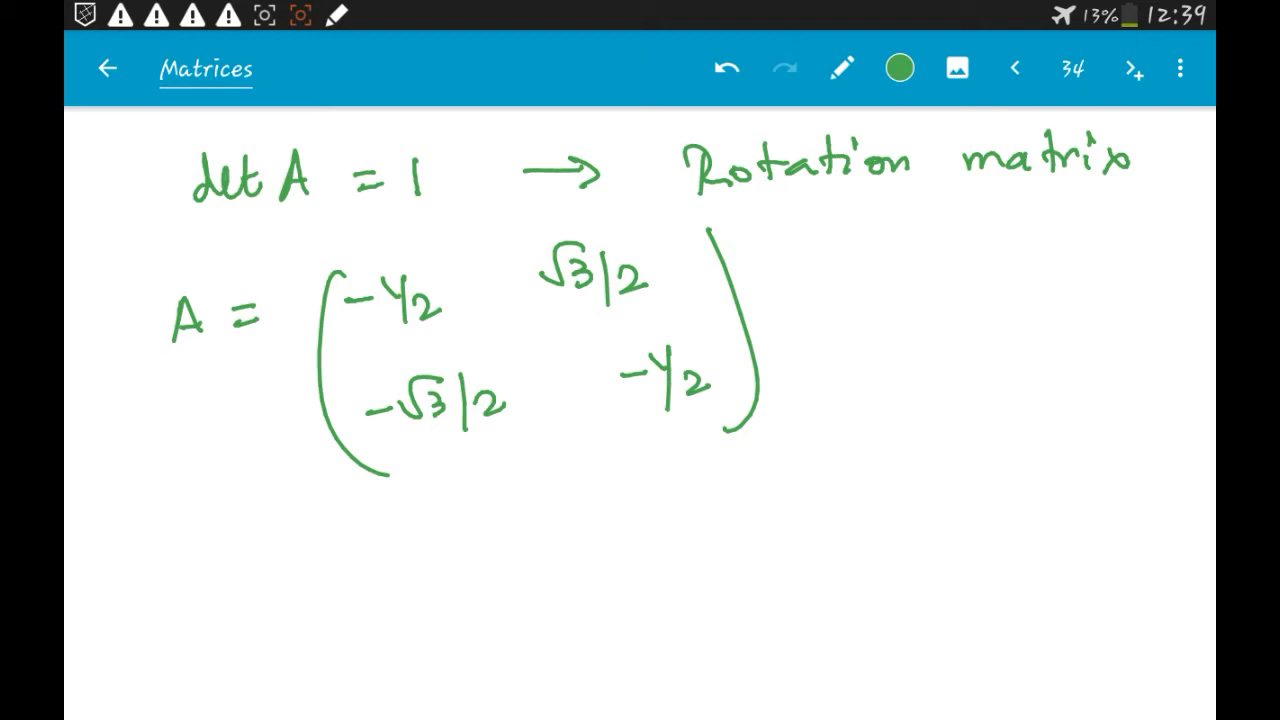 13% 12:39
Matrices 34
det A = 1 → Rotation matrix
A = ( -1/2 √3/2
-√3/2 -1/2 )